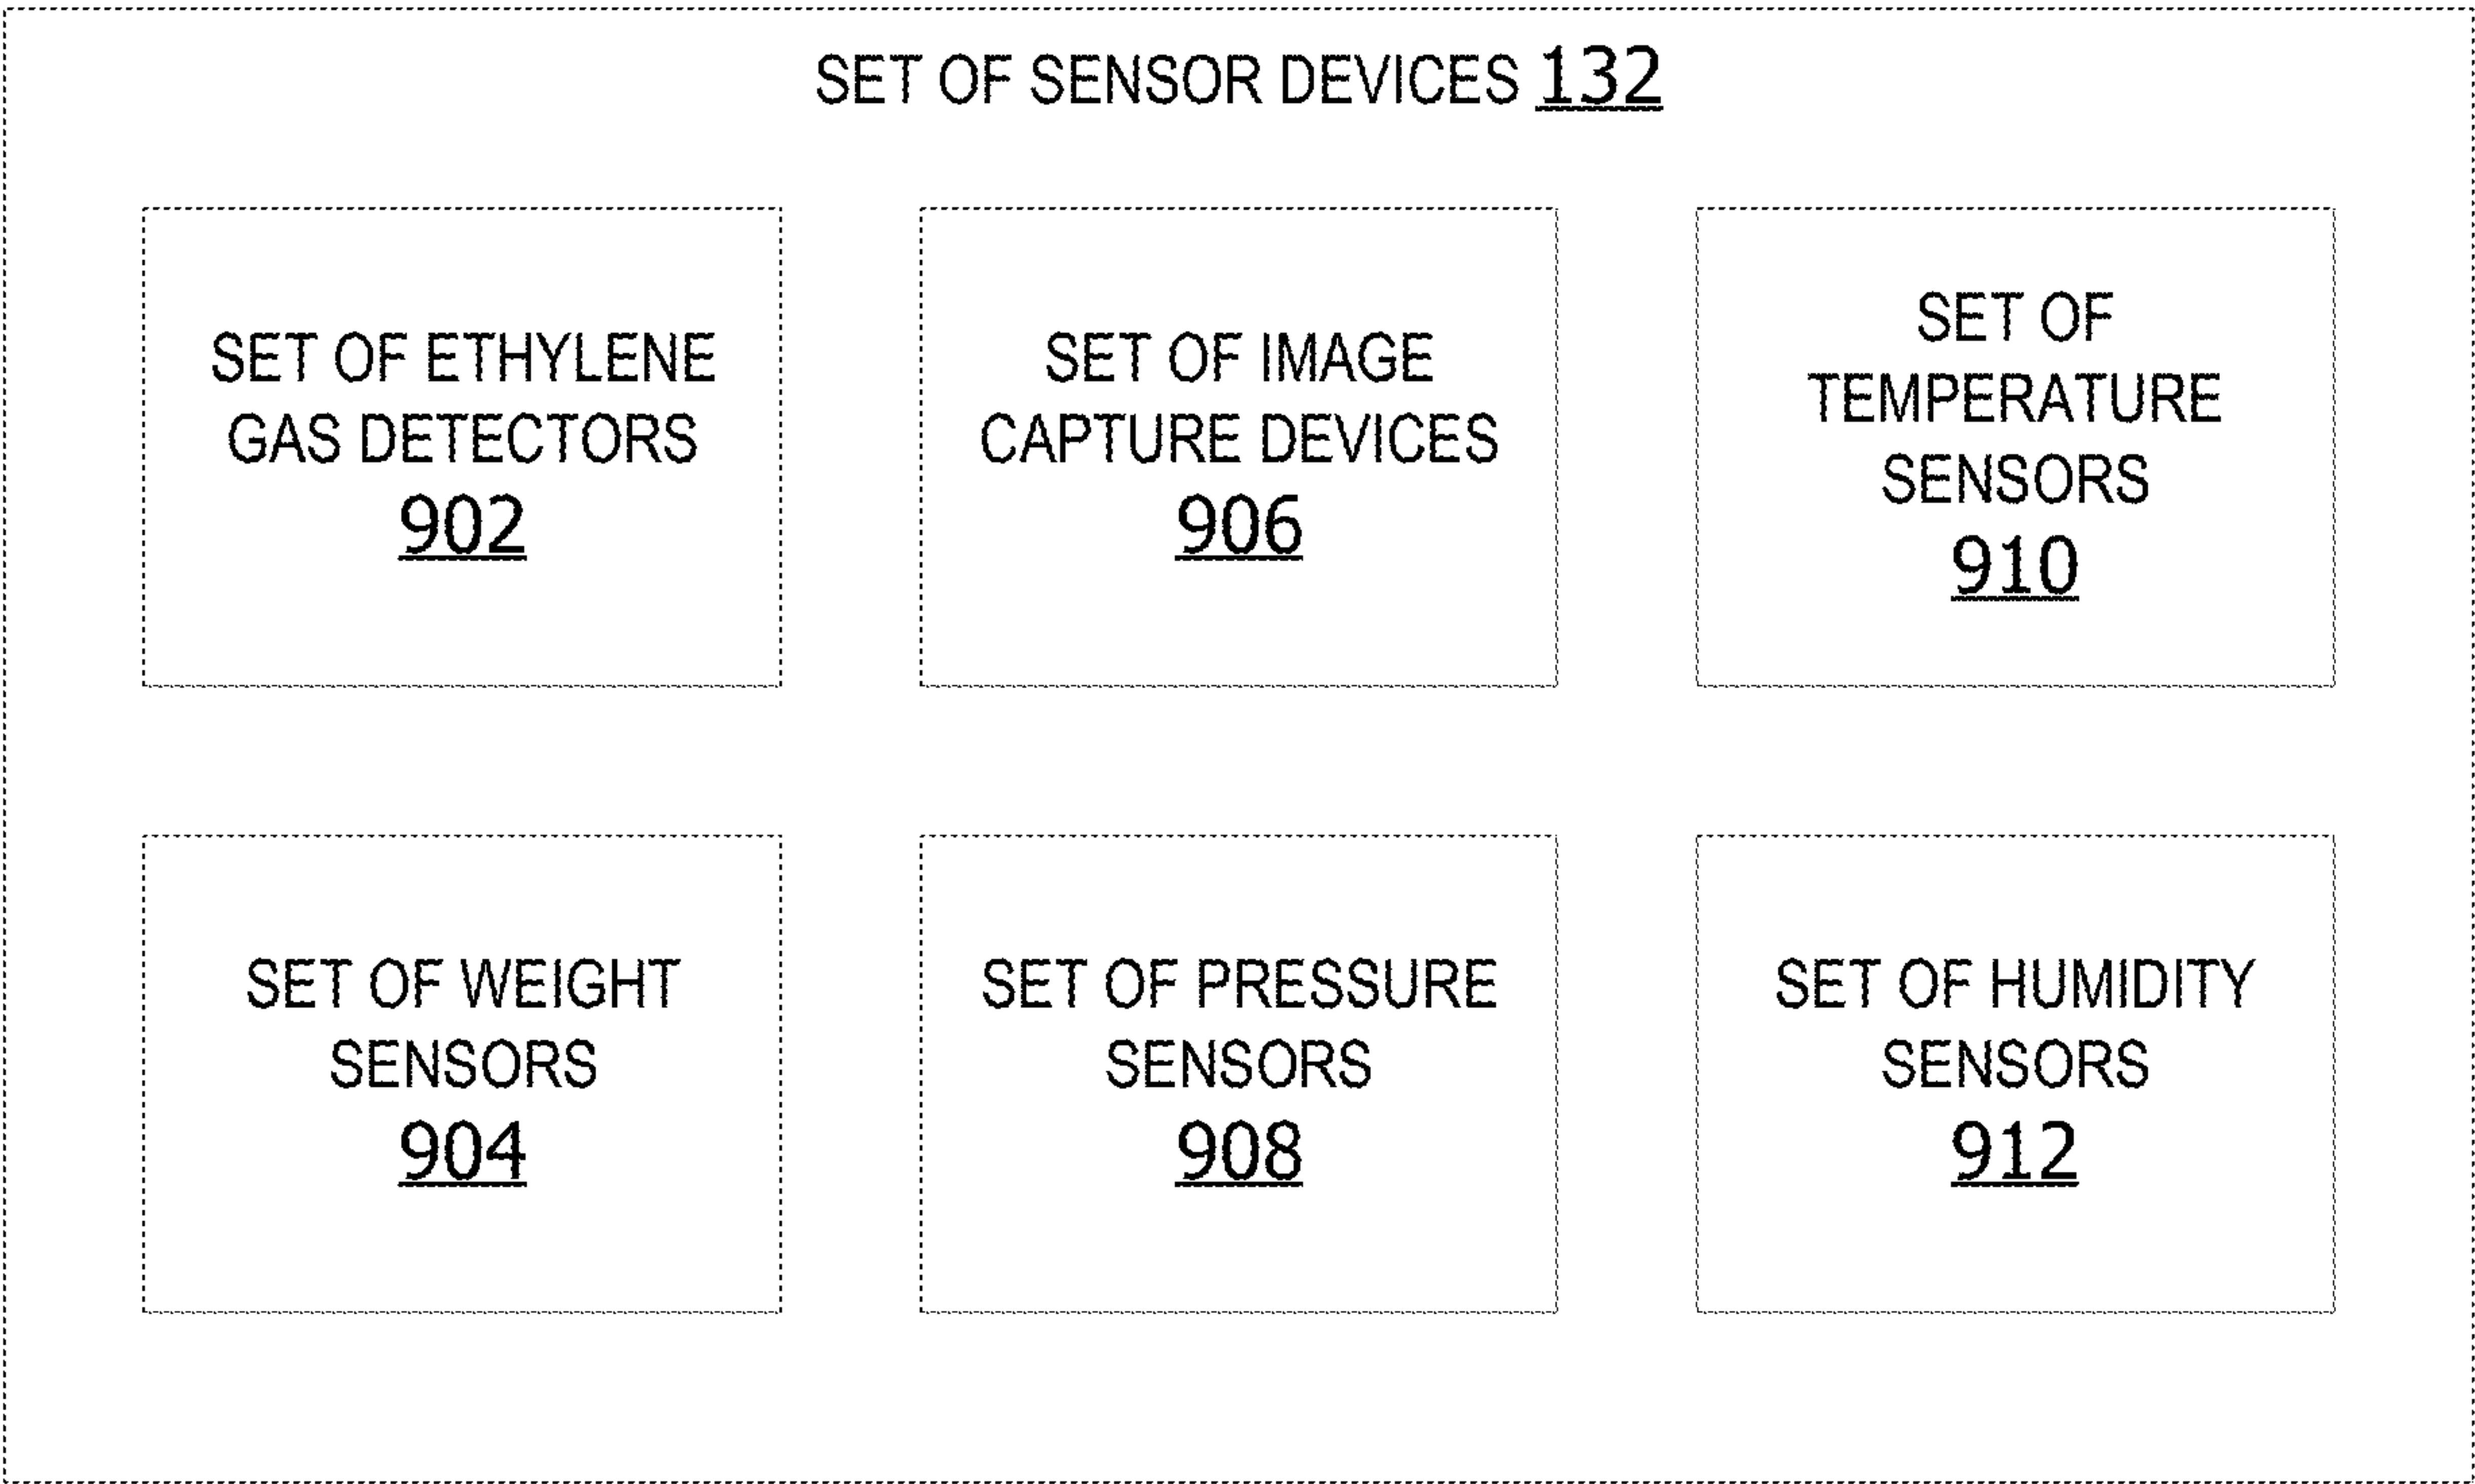 SET OF SENSOR DEVICES 132
SET OF ETHYLENE
GAS DETECTORS
902
SET OF IMAGE
CAPTURE DEVICES
906
SET OF
TEMPERATURE
SENSORS
910
SET OF WEIGHT
SENSORS
904
SET OF PRESSURE
SENSORS
908
SET OF HUMIDITY
SENSORS
912